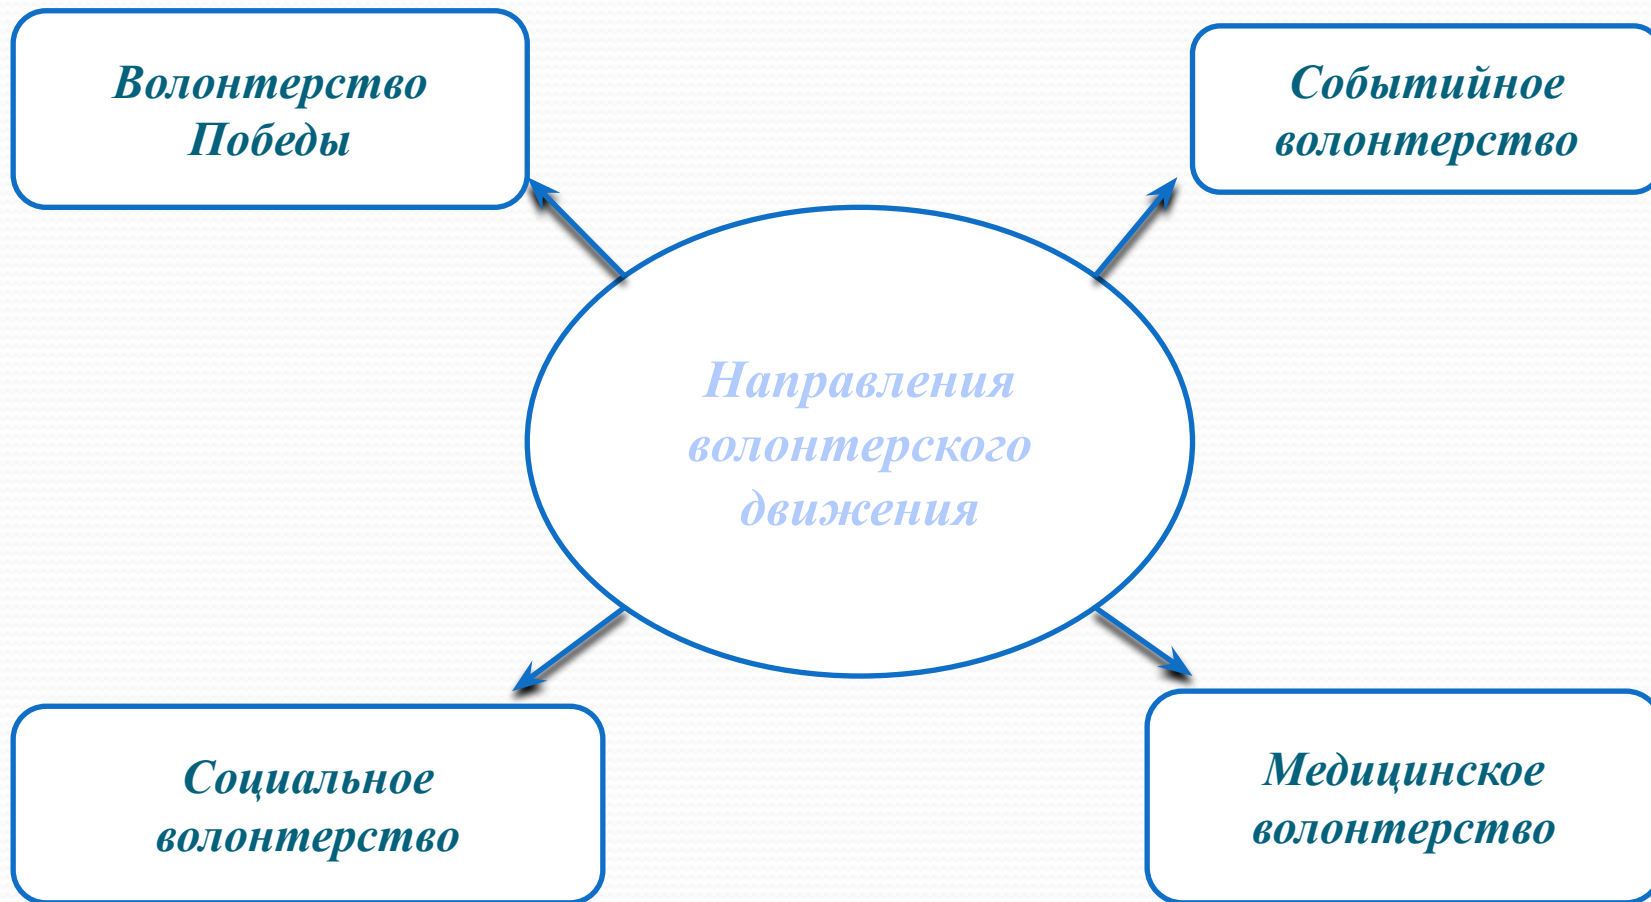 Волонтерство
Победы
Событийное
волонтерство
Направления
волонтерского
движения
Социальное
волонтерство
Медицинское
волонтерство